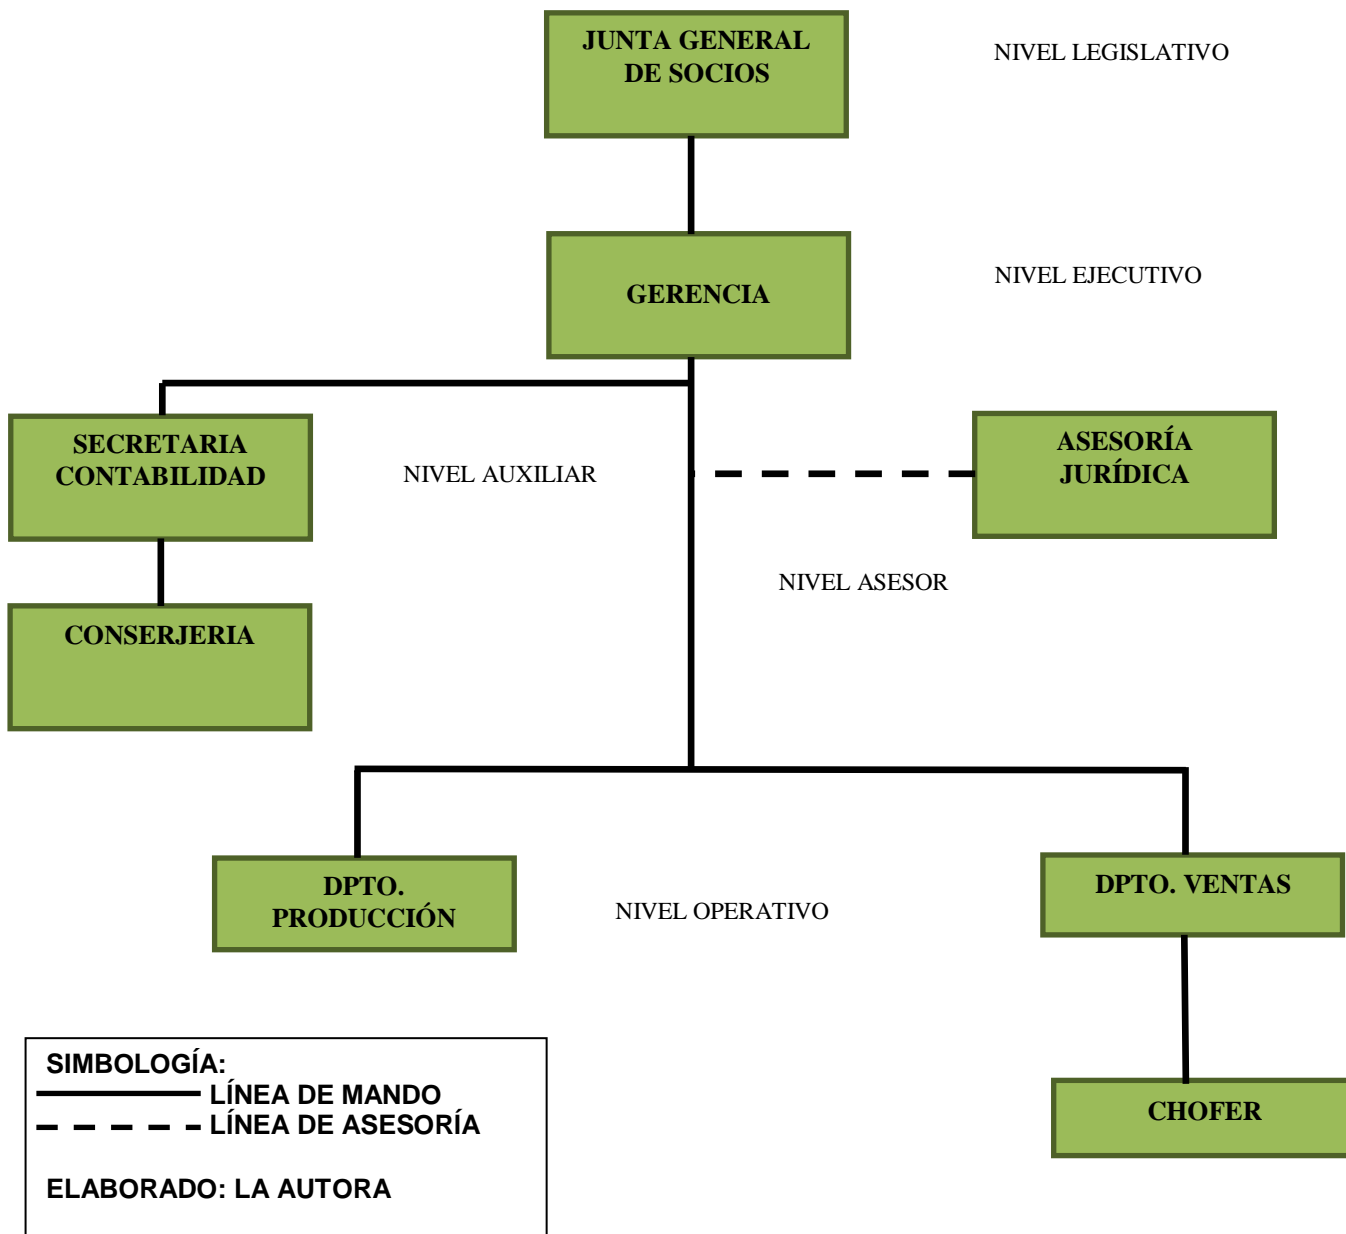 JUNTA GENERAL
DE SOCIOS
NIVEL LEGISLATIVO
GERENCIA
NIVEL EJECUTIVO
SECRETARIA
CONTABILIDAD
NIVEL AUXILIAR
ASESORÍA
JURÍDICA
NIVEL ASESOR
CONSERJERIA
DPTO.
PRODUCCIÓN
NIVEL OPERATIVO
DPTO. VENTAS
CHOFER
SIMBOLOGÍA:
LÍNEA DE MANDO
LÍNEA DE ASESORÍA
ELABORADO: LA AUTORA